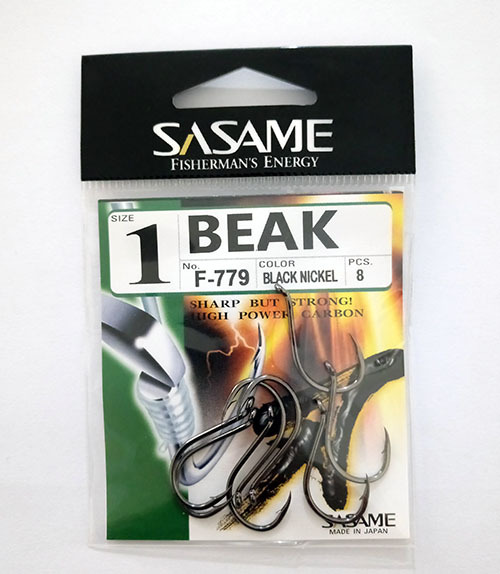 SASAME
FISHERMAN'S ENERGY
SIZE
1
BEAK
No.
F-779
COLOR
BLACK NICKEL
PCS.
8
SHARP BUT STRONG!
HIGH POWER CARBON
SASAME
MADE IN JAPAN